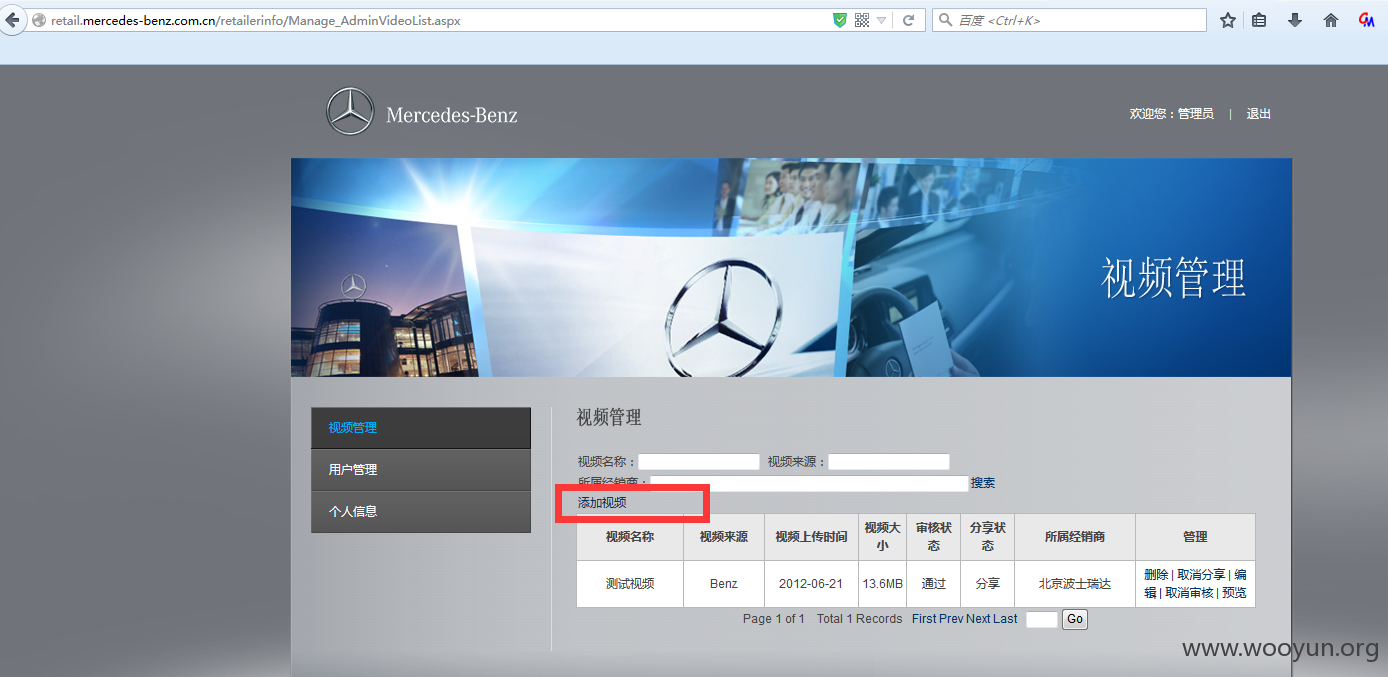 retail.mercedes-benz.com.cn/retailerinfo/Manage_AdminVideoList.aspx
百度 <Ctrl+K>
Mercedes-Benz
欢迎您：管理员 | 退出
视频管理
视频管理
用户管理
个人信息
视频管理
视频名称：
视频来源：
所属经销商：
搜索
添加视频
视频名称
视频来源
视频上传时间
视频大
小
审核状
态
分享状
态
所属经销商
管理
测试视频
Benz
2012-06-21
13.6MB
通过
分享
北京波士瑞达
删除 | 取消分享 | 编
辑 | 取消审核 | 预览
Page 1 of 1 Total 1 Records First Prev Next Last Go
www.wooyun.org